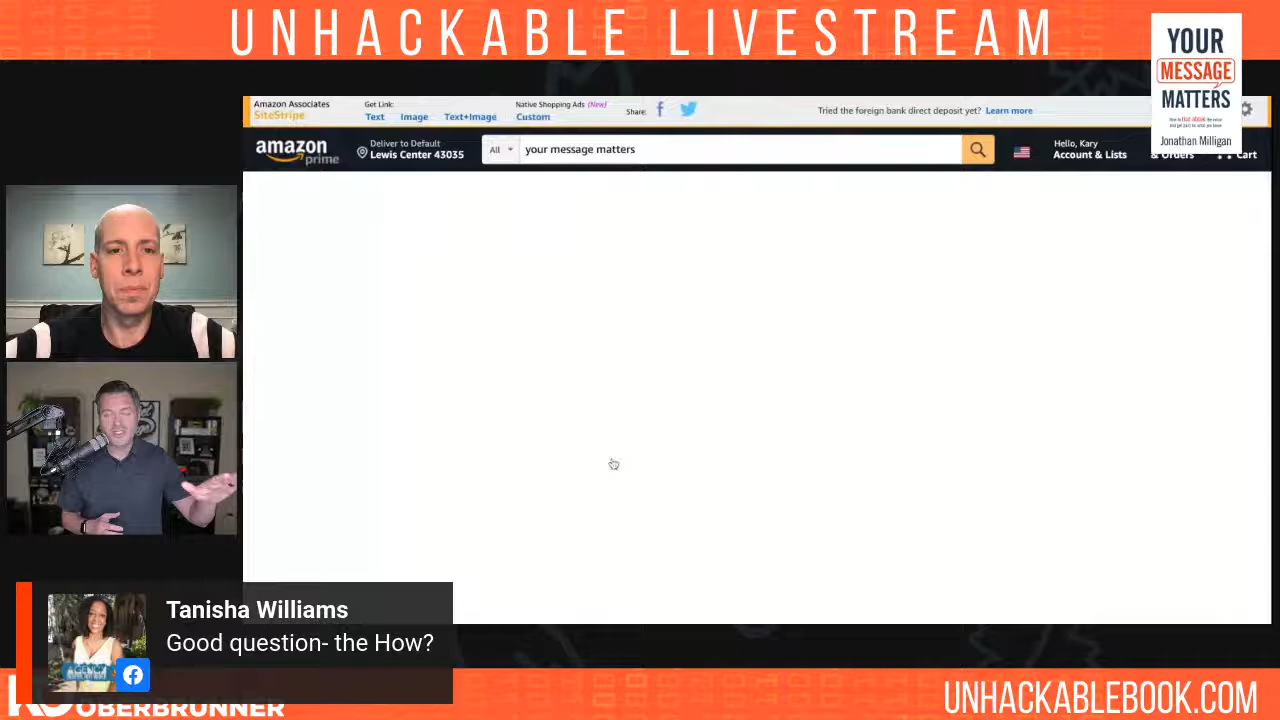 UNHACKABLE LIVESTREAM
YOUR
MESSAGE
MATTERS
Jonathan Milligan
Amazon Associates
SiteStripe
Get Link:
Text Image Text+Image
Native Shopping Ads (New)
Custom
Share:
Tried the foreign bank direct deposit yet? Learn more
amazon
prime
Deliver to Default
Lewis Center 43035
All
your message matters
Hello, Kary
Account & Lists
& Orders
Cart
Tanisha Williams
Good question- the How?
OBERBRUNNER
UNHACKABLEBOOK.COM